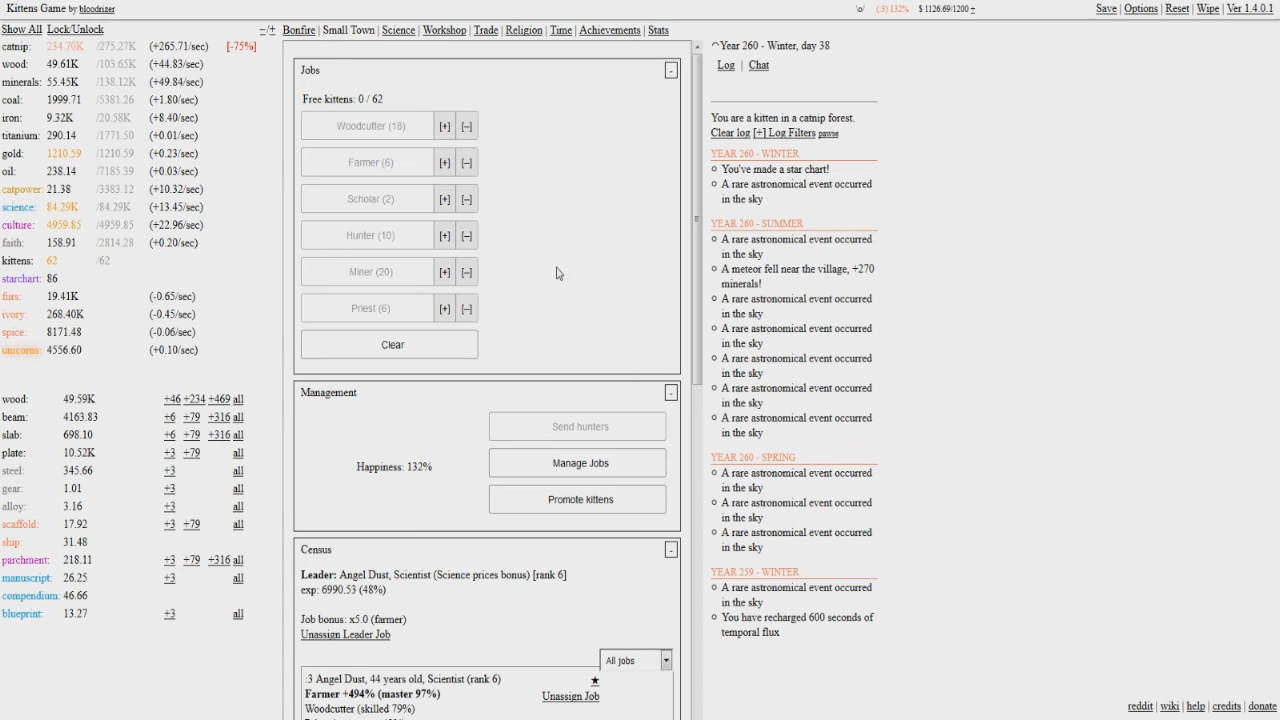 Kittens Game by bloodrizer
\o/ (:3) 132% $ 1126.69/1200 ÷
Save | Options | Reset | Wipe | Ver 1.4.0.1
Show All Lock/Unlock −/+
catnip: 234.70K /275.27K (+265.71/sec) [-75%]
wood: 49.61K /103.65K (+44.83/sec)
minerals: 55.45K /138.12K (+49.84/sec)
coal: 1999.71 /5381.26 (+1.80/sec)
iron: 9.32K /20.58K (+8.40/sec)
titanium: 290.14 /1771.50 (+0.01/sec)
gold: 1210.59 /1210.59 (+0.23/sec)
oil: 238.14 /7185.39 (+0.03/sec)
catpower: 21.38 /3383.12 (+10.32/sec)
science: 84.29K /84.29K (+13.45/sec)
culture: 4959.85 /4959.85 (+22.96/sec)
faith: 158.91 /2814.28 (+0.20/sec)
kittens: 62 /62
starchart: 86
furs: 19.41K (-0.65/sec)
ivory: 268.40K (-0.45/sec)
spice: 8171.48 (-0.06/sec)
unicorns: 4556.60 (+0.10/sec)
wood: 49.59K +46 +234 +469 all
beam: 4163.83 +6 +79 +316 all
slab: 698.10 +6 +79 +316 all
plate: 10.52K +3 +79 all
steel: 345.66 +3 all
gear: 1.01 +3 all
alloy: 3.16 +3 all
scaffold: 17.92 +3 +79 all
ship: 31.48
parchment: 218.11 +3 +79 +316 all
manuscript: 26.25 +3 all
compendium: 46.66
blueprint: 13.27 +3 all
Bonfire | Small Town | Science | Workshop | Trade | Religion | Time | Achievements | Stats
Jobs [-]
Free kittens: 0 / 62
Woodcutter (18) [+] [–]
Farmer (6) [+] [–]
Scholar (2) [+] [–]
Hunter (10) [+] [–]
Miner (20) [+] [–]
Priest (6) [+] [–]
Clear
Management -
Send hunters
Happiness: 132% Manage Jobs
Promote kittens
Census -
Leader: Angel Dust, Scientist (Science prices bonus) [rank 6]
exp: 6990.53 (48%)
Job bonus: x5.0 (farmer)
Unassign Leader Job
All jobs
:3 Angel Dust, 44 years old, Scientist (rank 6) ★
Farmer +494% (master 97%) Unassign Job
Woodcutter (skilled 79%)
Year 260 - Winter, day 38
Log | Chat
You are a kitten in a catnip forest.
Clear log [+] Log Filters pawse
YEAR 260 - WINTER
You've made a star chart!
A rare astronomical event occurred
in the sky
YEAR 260 - SUMMER
A rare astronomical event occurred
in the sky
A meteor fell near the village, +270
minerals!
A rare astronomical event occurred
in the sky
A rare astronomical event occurred
in the sky
A rare astronomical event occurred
in the sky
A rare astronomical event occurred
in the sky
A rare astronomical event occurred
in the sky
YEAR 260 - SPRING
A rare astronomical event occurred
in the sky
A rare astronomical event occurred
in the sky
A rare astronomical event occurred
in the sky
YEAR 259 - WINTER
A rare astronomical event occurred
in the sky
You have recharged 600 seconds of
temporal flux
reddit | wiki | help | credits | donate